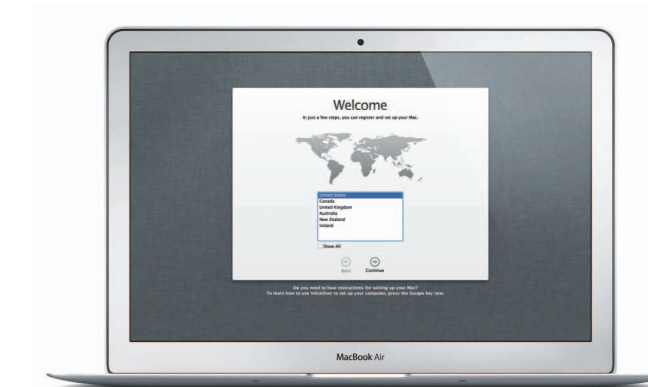 Welcome
In just a few steps, you can register and set up your Mac.
United States
Canada
United Kingdom
Australia
New Zealand
Ireland
Show All
Back Continue
Do you need to hear instructions for setting up your Mac?
To learn how to use VoiceOver to set up your computer, press the Escape key now.
MacBook Air